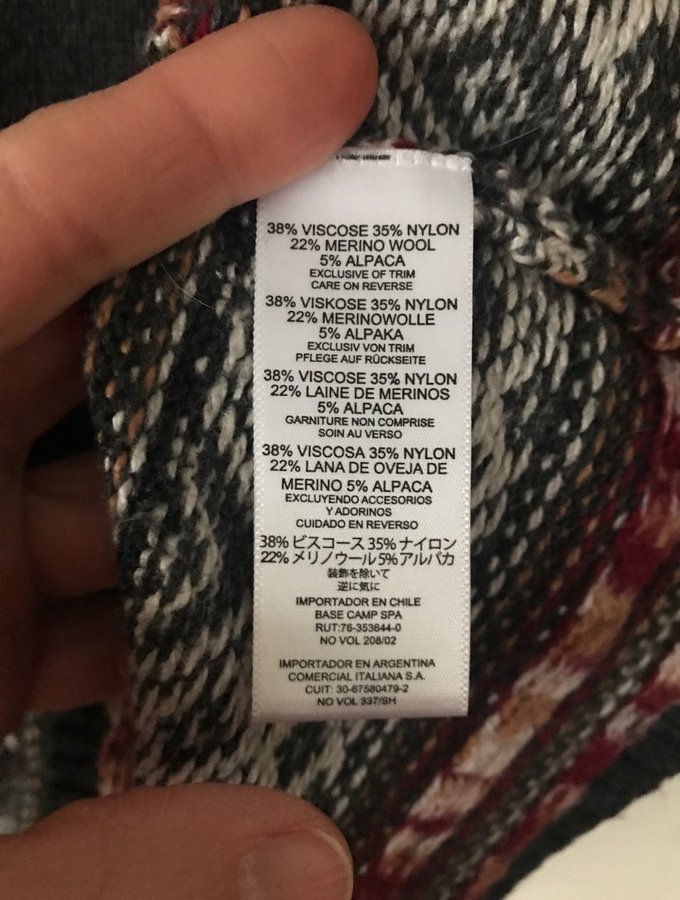 38% VISCOSE 35% NYLON
22% MERINO WOOL
5% ALPACA
EXCLUSIVE OF TRIM
CARE ON REVERSE
38% VISKOSE 35% NYLON
22% MERINOWOLLE
5% ALPAKA
EXCLUSIV VON TRIM
PFLEGE AUF RÜCKSEITE
38% VISCOSE 35% NYLON
22% LAINE DE MERINOS
5% ALPACA
GARNITURE NON COMPRISE
SOIN AU VERSO
38% VISCOSA 35% NYLON
22% LANA DE OVEJA DE
MERINO 5% ALPACA
EXCLUYENDO ACCESORIOS
Y ADORINOS
CUIDADO EN REVERSO
38% ビスコース 35% ナイロン
22% メリノウール 5% アルパカ
装飾を除いて
逆に気に
IMPORTADOR EN CHILE
BASE CAMP SPA
RUT:76-353644-0
NO VOL 208/02
IMPORTADOR EN ARGENTINA
COMERCIAL ITALIANA S.A.
CUIT: 30-67580479-2
NO VOL 337/SH